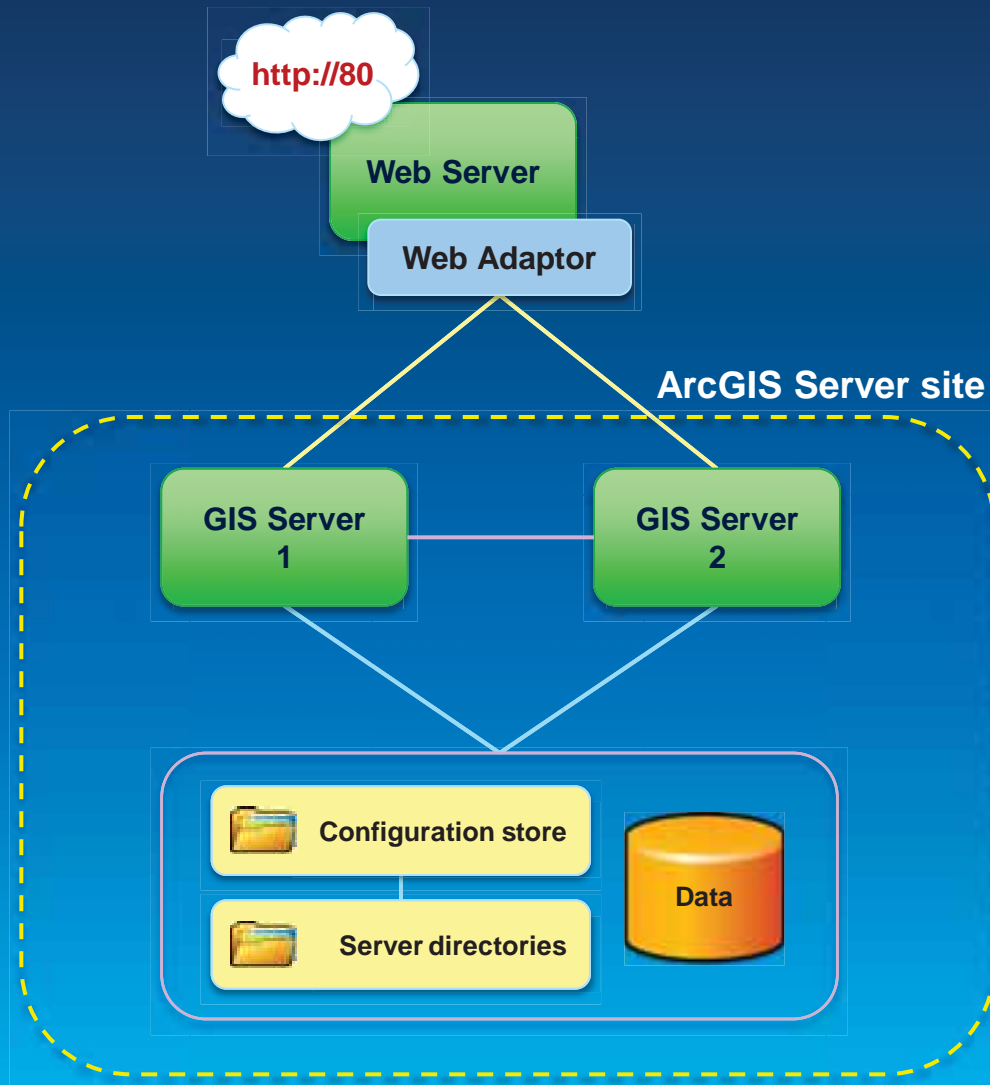 http://80
Web Server
Web Adaptor
ArcGIS Server site
GIS Server
1
GIS Server
2
Configuration store
Server directories
Data